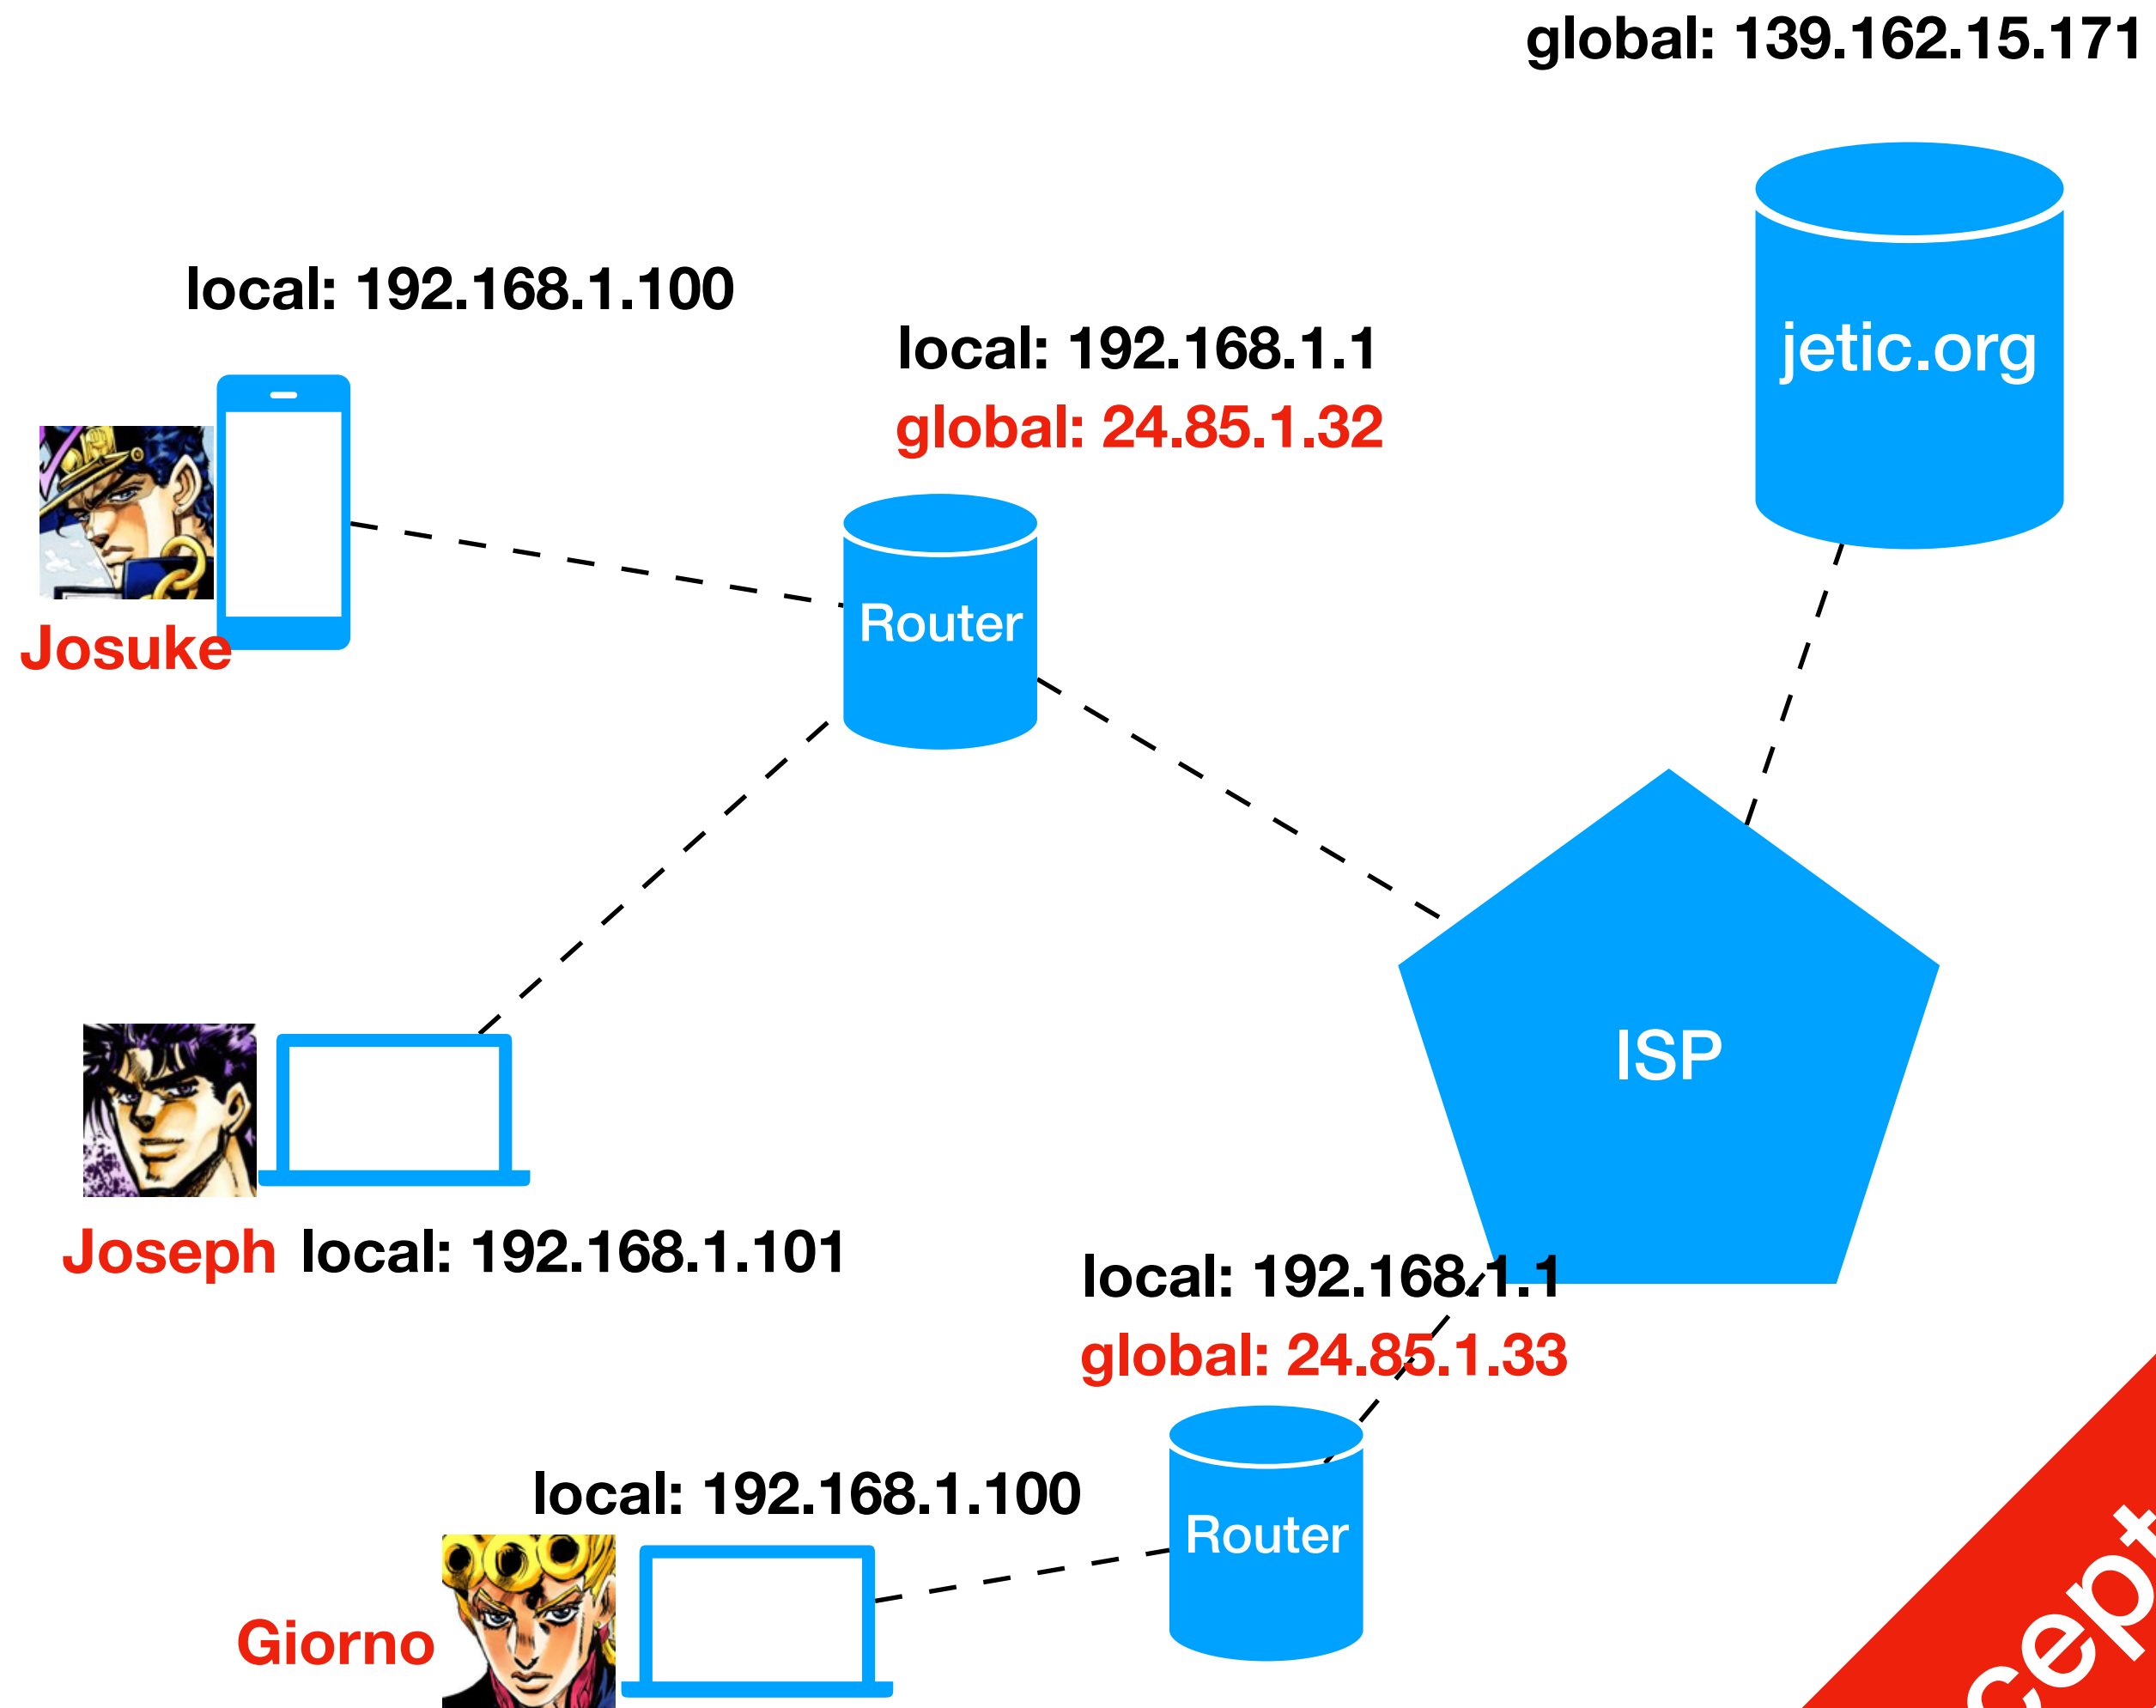 global: 139.162.15.171
local: 192.168.1.100
local: 192.168.1.1
global: 24.85.1.32
jetic.org
Router
Josuke
ISP
Joseph
local: 192.168.1.101
local: 192.168.1.1
global: 24.85.1.33
local: 192.168.1.100
Router
Giorno